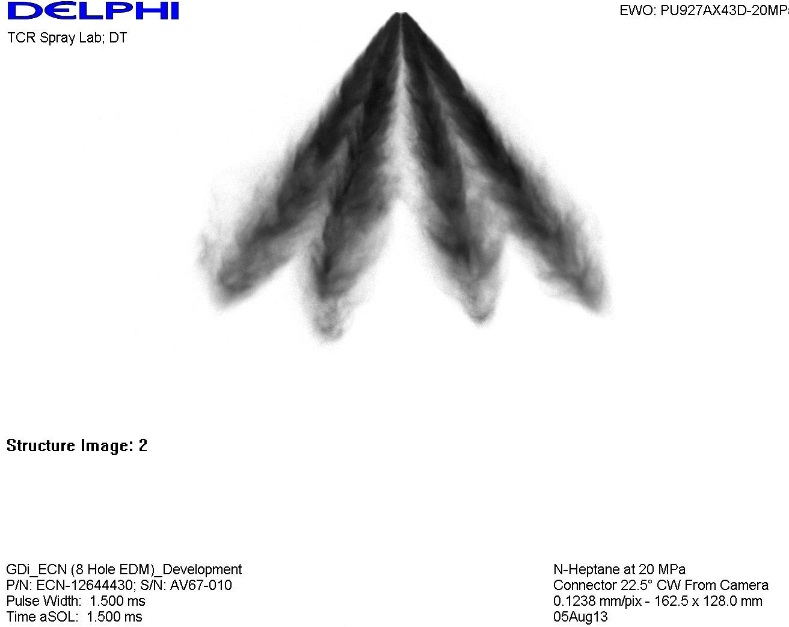 DELPHI
EWO: PU927AX43D-20MP
TCR Spray Lab; DT
Structure Image: 2
GDi_ECN (8 Hole EDM)_Development
P/N: ECN-12644430; S/N: AV67-010
Pulse Width: 1.500 ms
Time aSOL: 1.500 ms
N-Heptane at 20 MPa
Connector 22.5° CW From Camera
0.1238 mm/pix - 162.5 x 128.0 mm
05Aug13